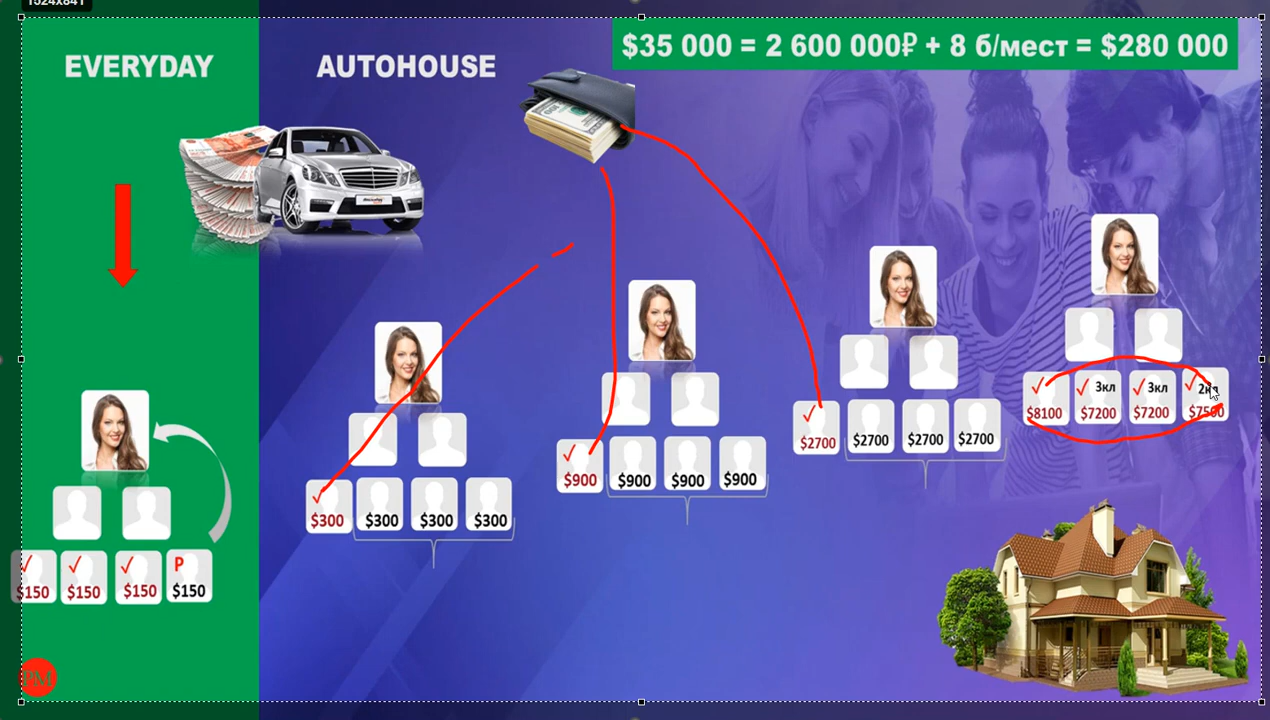 1524x841
EVERYDAY
AUTOHOUSE
$35 000 = 2 600 000₽ + 8 б/мест = $280 000
✓ $150
✓ $150
✓ $150
P $150
✓ $300
$300
$300
$300
✓ $900
$900
$900
$900
✓ $2700
$2700
$2700
$2700
✓ $8100
✓ 3кл $7200
✓ 3кл $7200
✓ $7500
PM